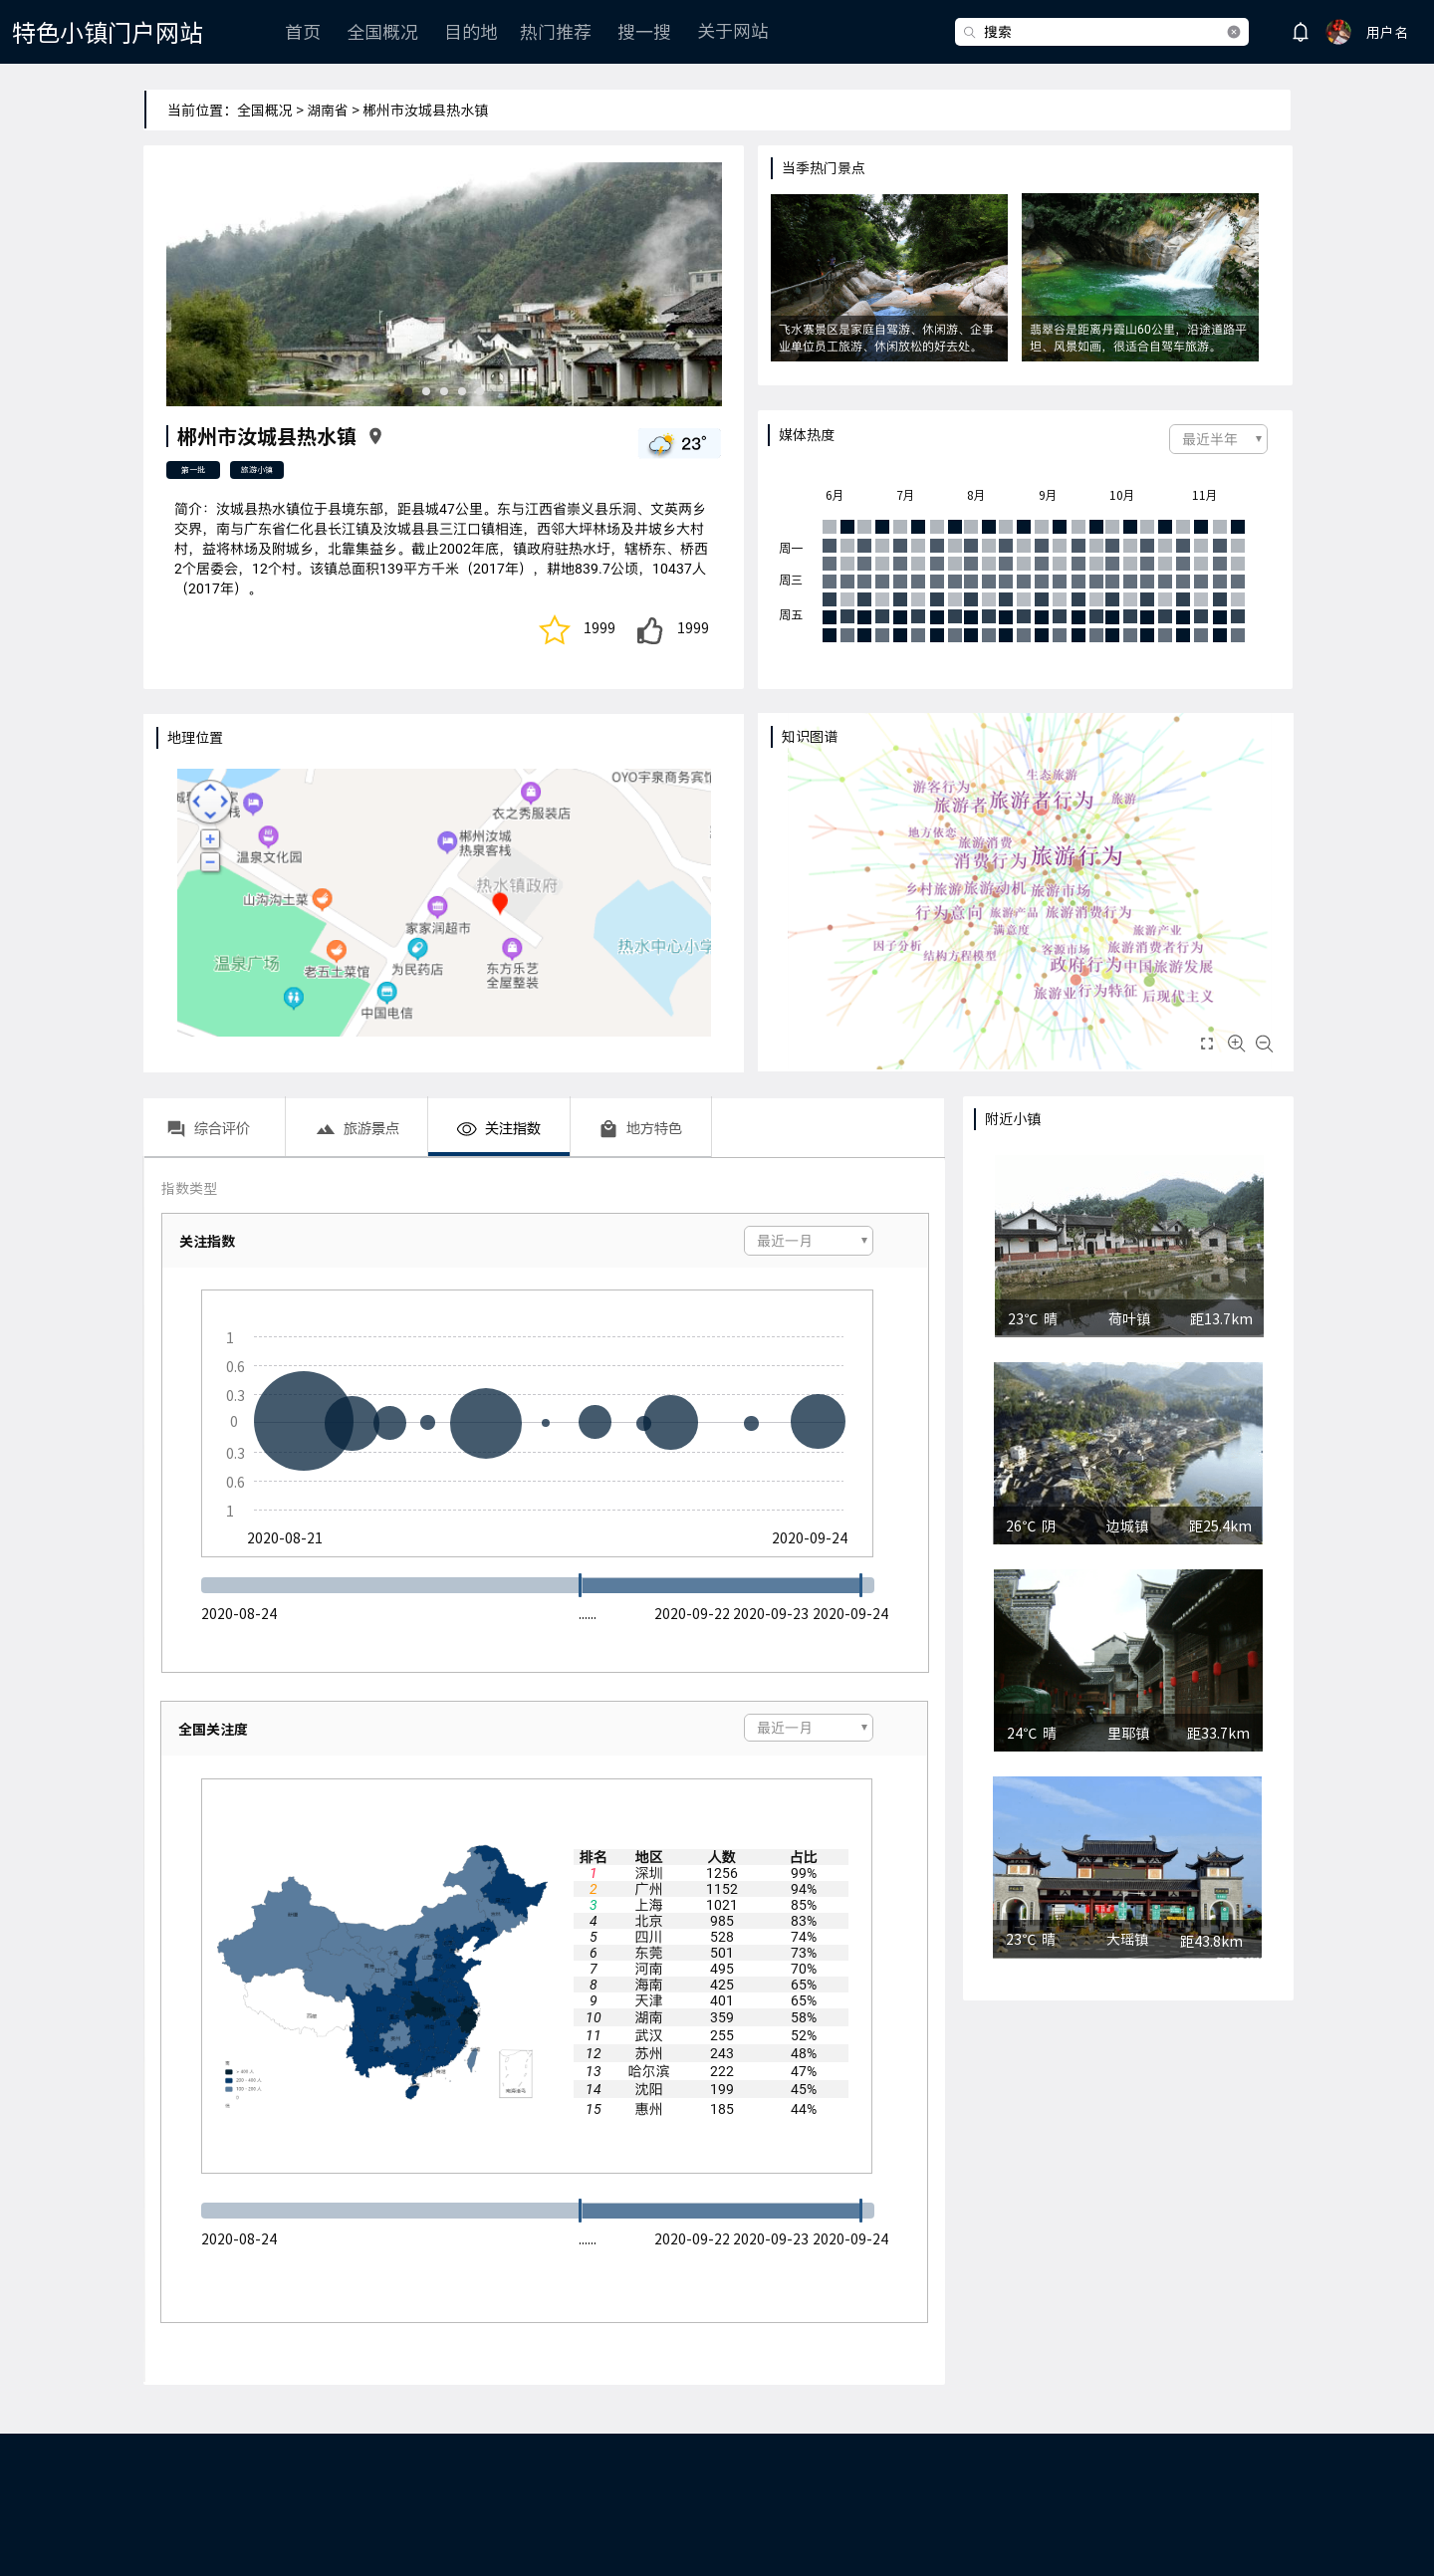 特色小镇门户网站
首页 全国概况 目的地 热门推荐 搜一搜 关于网站
搜索
用户名
当前位置：全国概况 > 湖南省 > 郴州市汝城县热水镇
郴州市汝城县热水镇
23°
第一批 旅游小镇
简介：汝城县热水镇位于县境东部，距县城47公里。东与江西省崇义县乐洞、文英两乡
交界，南与广东省仁化县长江镇及汝城县县三江口镇相连，西邻大坪林场及井坡乡大村
村，益将林场及附城乡，北靠集益乡。截止2002年底，镇政府驻热水圩，辖桥东、桥西
2个居委会，12个村。该镇总面积139平方千米（2017年），耕地839.7公顷，10437人
（2017年）。
1999 1999
当季热门景点
飞水寨景区是家庭自驾游、休闲游、企事
业单位员工旅游、休闲放松的好去处。
翡翠谷是距离丹霞山60公里，沿途道路平
坦、风景如画，很适合自驾车旅游。
媒体热度
最近半年
6月 7月 8月 9月 10月 11月
周一
周三
周五
地理位置
OYO宇泉商务宾馆
衣之秀服装店
郴州汝城
热泉客栈
温泉文化园
热水镇政府
山沟沟土菜
家家润超市
热水中心小学
温泉广场
老五土菜馆
为民药店
东方乐艺
全屋整装
中国电信
知识图谱
生态旅游
游客行为
旅游者 旅游者行为 旅游
地方依恋
旅游消费
消费行为 旅游行为
乡村旅游 旅游动机 旅游市场
行为意向 旅游产品 旅游消费行为
满意度 旅游产业
因子分析 客源市场 旅游消费者行为
结构方程模型
政府行为 中国旅游发展
旅游业 行为特征 后现代主义
综合评价 旅游景点 关注指数 地方特色
指数类型
关注指数
最近一月
1
0.6
0.3
0
0.3
0.6
1
2020-08-21 2020-09-24
2020-08-24 ...... 2020-09-22 2020-09-23 2020-09-24
全国关注度
最近一月
排名 地区 人数 占比
1 深圳 1256 99%
2 广州 1152 94%
3 上海 1021 85%
4 北京 985 83%
5 四川 528 74%
6 东莞 501 73%
7 河南 495 70%
8 海南 425 65%
9 天津 401 65%
10 湖南 359 58%
11 武汉 255 52%
12 苏州 243 48%
13 哈尔滨 222 47%
14 沈阳 199 45%
15 惠州 185 44%
2020-08-24 ...... 2020-09-22 2020-09-23 2020-09-24
附近小镇
23℃ 晴 荷叶镇 距13.7km
26℃ 阴 边城镇 距25.4km
24℃ 晴 里耶镇 距33.7km
23℃ 晴 大瑶镇 距43.8km